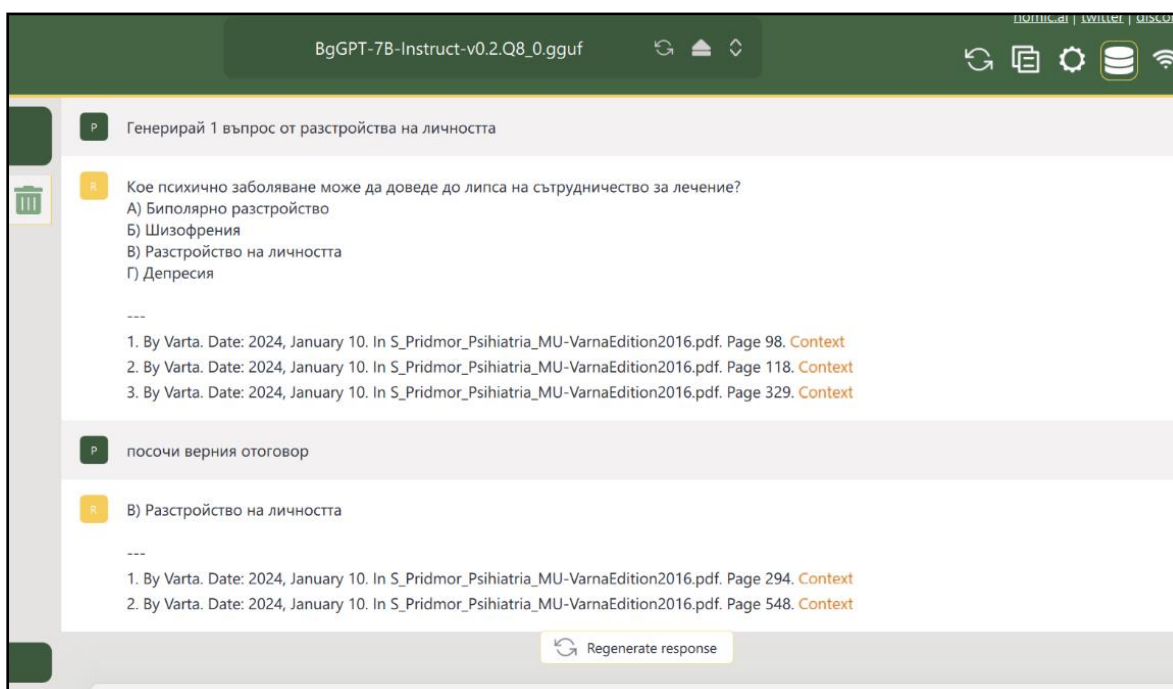 nomic.ai | twitter | disco
BgGPT-7B-Instruct-v0.2.Q8_0.gguf
P
Генерирай 1 въпрос от разстройства на личността
R
Кое психично заболяване може да доведе до липса на сътрудничество за лечение?
А) Биполярно разстройство
Б) Шизофрения
В) Разстройство на личността
Г) Депресия
---
1. By Varta. Date: 2024, January 10. In S_Pridmor_Psihiatria_MU-VarnaEdition2016.pdf. Page 98. Context
2. By Varta. Date: 2024, January 10. In S_Pridmor_Psihiatria_MU-VarnaEdition2016.pdf. Page 118. Context
3. By Varta. Date: 2024, January 10. In S_Pridmor_Psihiatria_MU-VarnaEdition2016.pdf. Page 329. Context
P
посочи верния отоговор
R
В) Разстройство на личността
---
1. By Varta. Date: 2024, January 10. In S_Pridmor_Psihiatria_MU-VarnaEdition2016.pdf. Page 294. Context
2. By Varta. Date: 2024, January 10. In S_Pridmor_Psihiatria_MU-VarnaEdition2016.pdf. Page 548. Context
Regenerate response